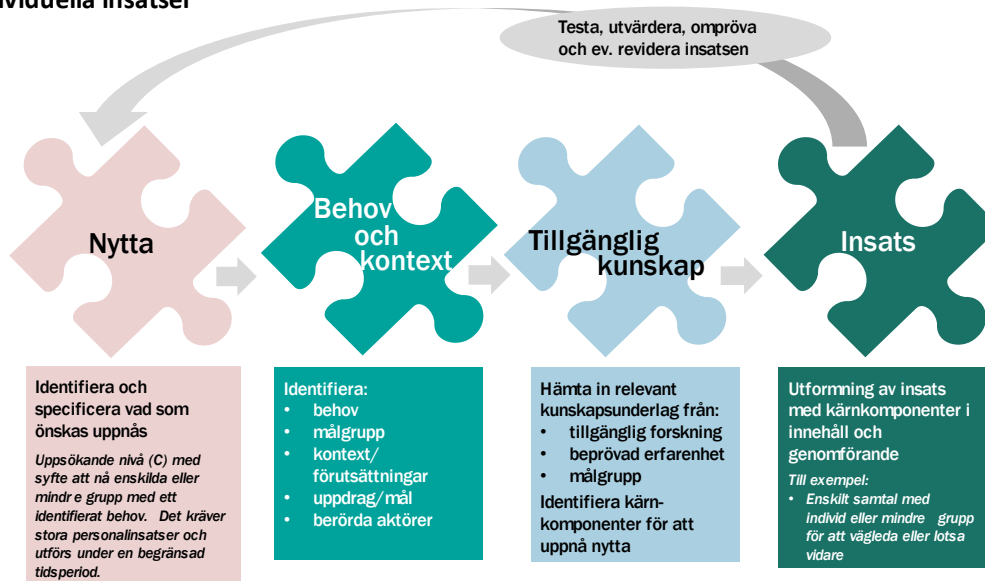 ividuella insatser
Testa, utvärdera, ompröva
och ev. revidera insatsen
Nytta
Behov
och
kontext
Tillgänglig
kunskap
Insats
Identifiera och
specificera vad som
önskas uppnås
Uppsökande nivå (C) med
syfte att nå enskilda eller
mindre grupp med ett
identifierat behov. Det kräver
stora personalinsatser och
utförs under en begränsad
tidsperiod.
Identifiera:
• behov
• målgrupp
• kontext/
förutsättningar
• uppdrag/mål
• berörda aktörer
Hämta in relevant
kunskapsunderlag från:
• tillgänglig forskning
• beprövad erfarenhet
• målgrupp
Identifiera kärn-
komponenter för att
uppnå nytta
Utformning av insats
med kärnkomponenter i
innehåll och
genomförande
Till exempel:
• Enskilt samtal med
individ eller mindre grupp
för att vägleda eller lotsa
vidare